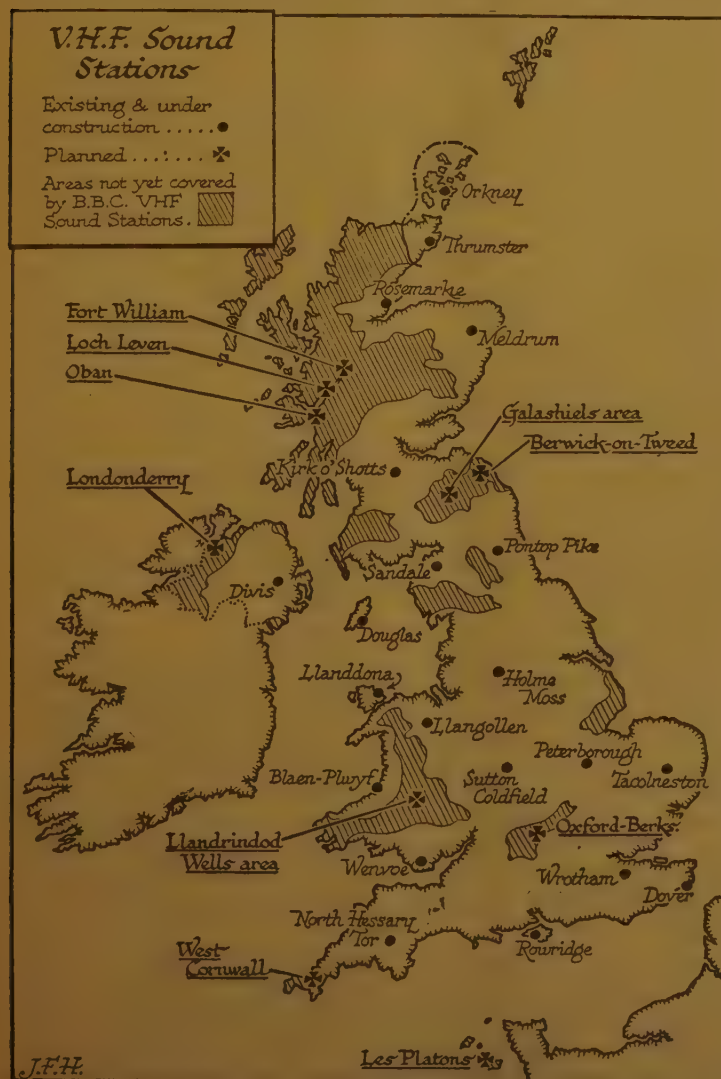 V.H.F. Sound
Stations
Existing & under
construction ..... ●
Planned ........ ✠
Areas not yet covered
by B.B.C. VHF
Sound Stations.
Orkney
Thrumster
Rosemarkie
Fort William
Meldrum
Loch Leven
Oban
Galashiels area
Berwick-on-Tweed
Kirk o' Shotts
Londonderry
Pontop Pike
Sandale
Divis
Douglas
Llanddona
Holme
Moss
Llangollen
Peterborough
Blaen-Plwyf
Sutton
Coldfield
Tacolneston
Llandrindod
Wells area
Oxford-Berks.
Wenvoe
Wrotham
Dover
North Hessary
Tor
Rowridge
West
Cornwall
Les Platons
J.F.H.